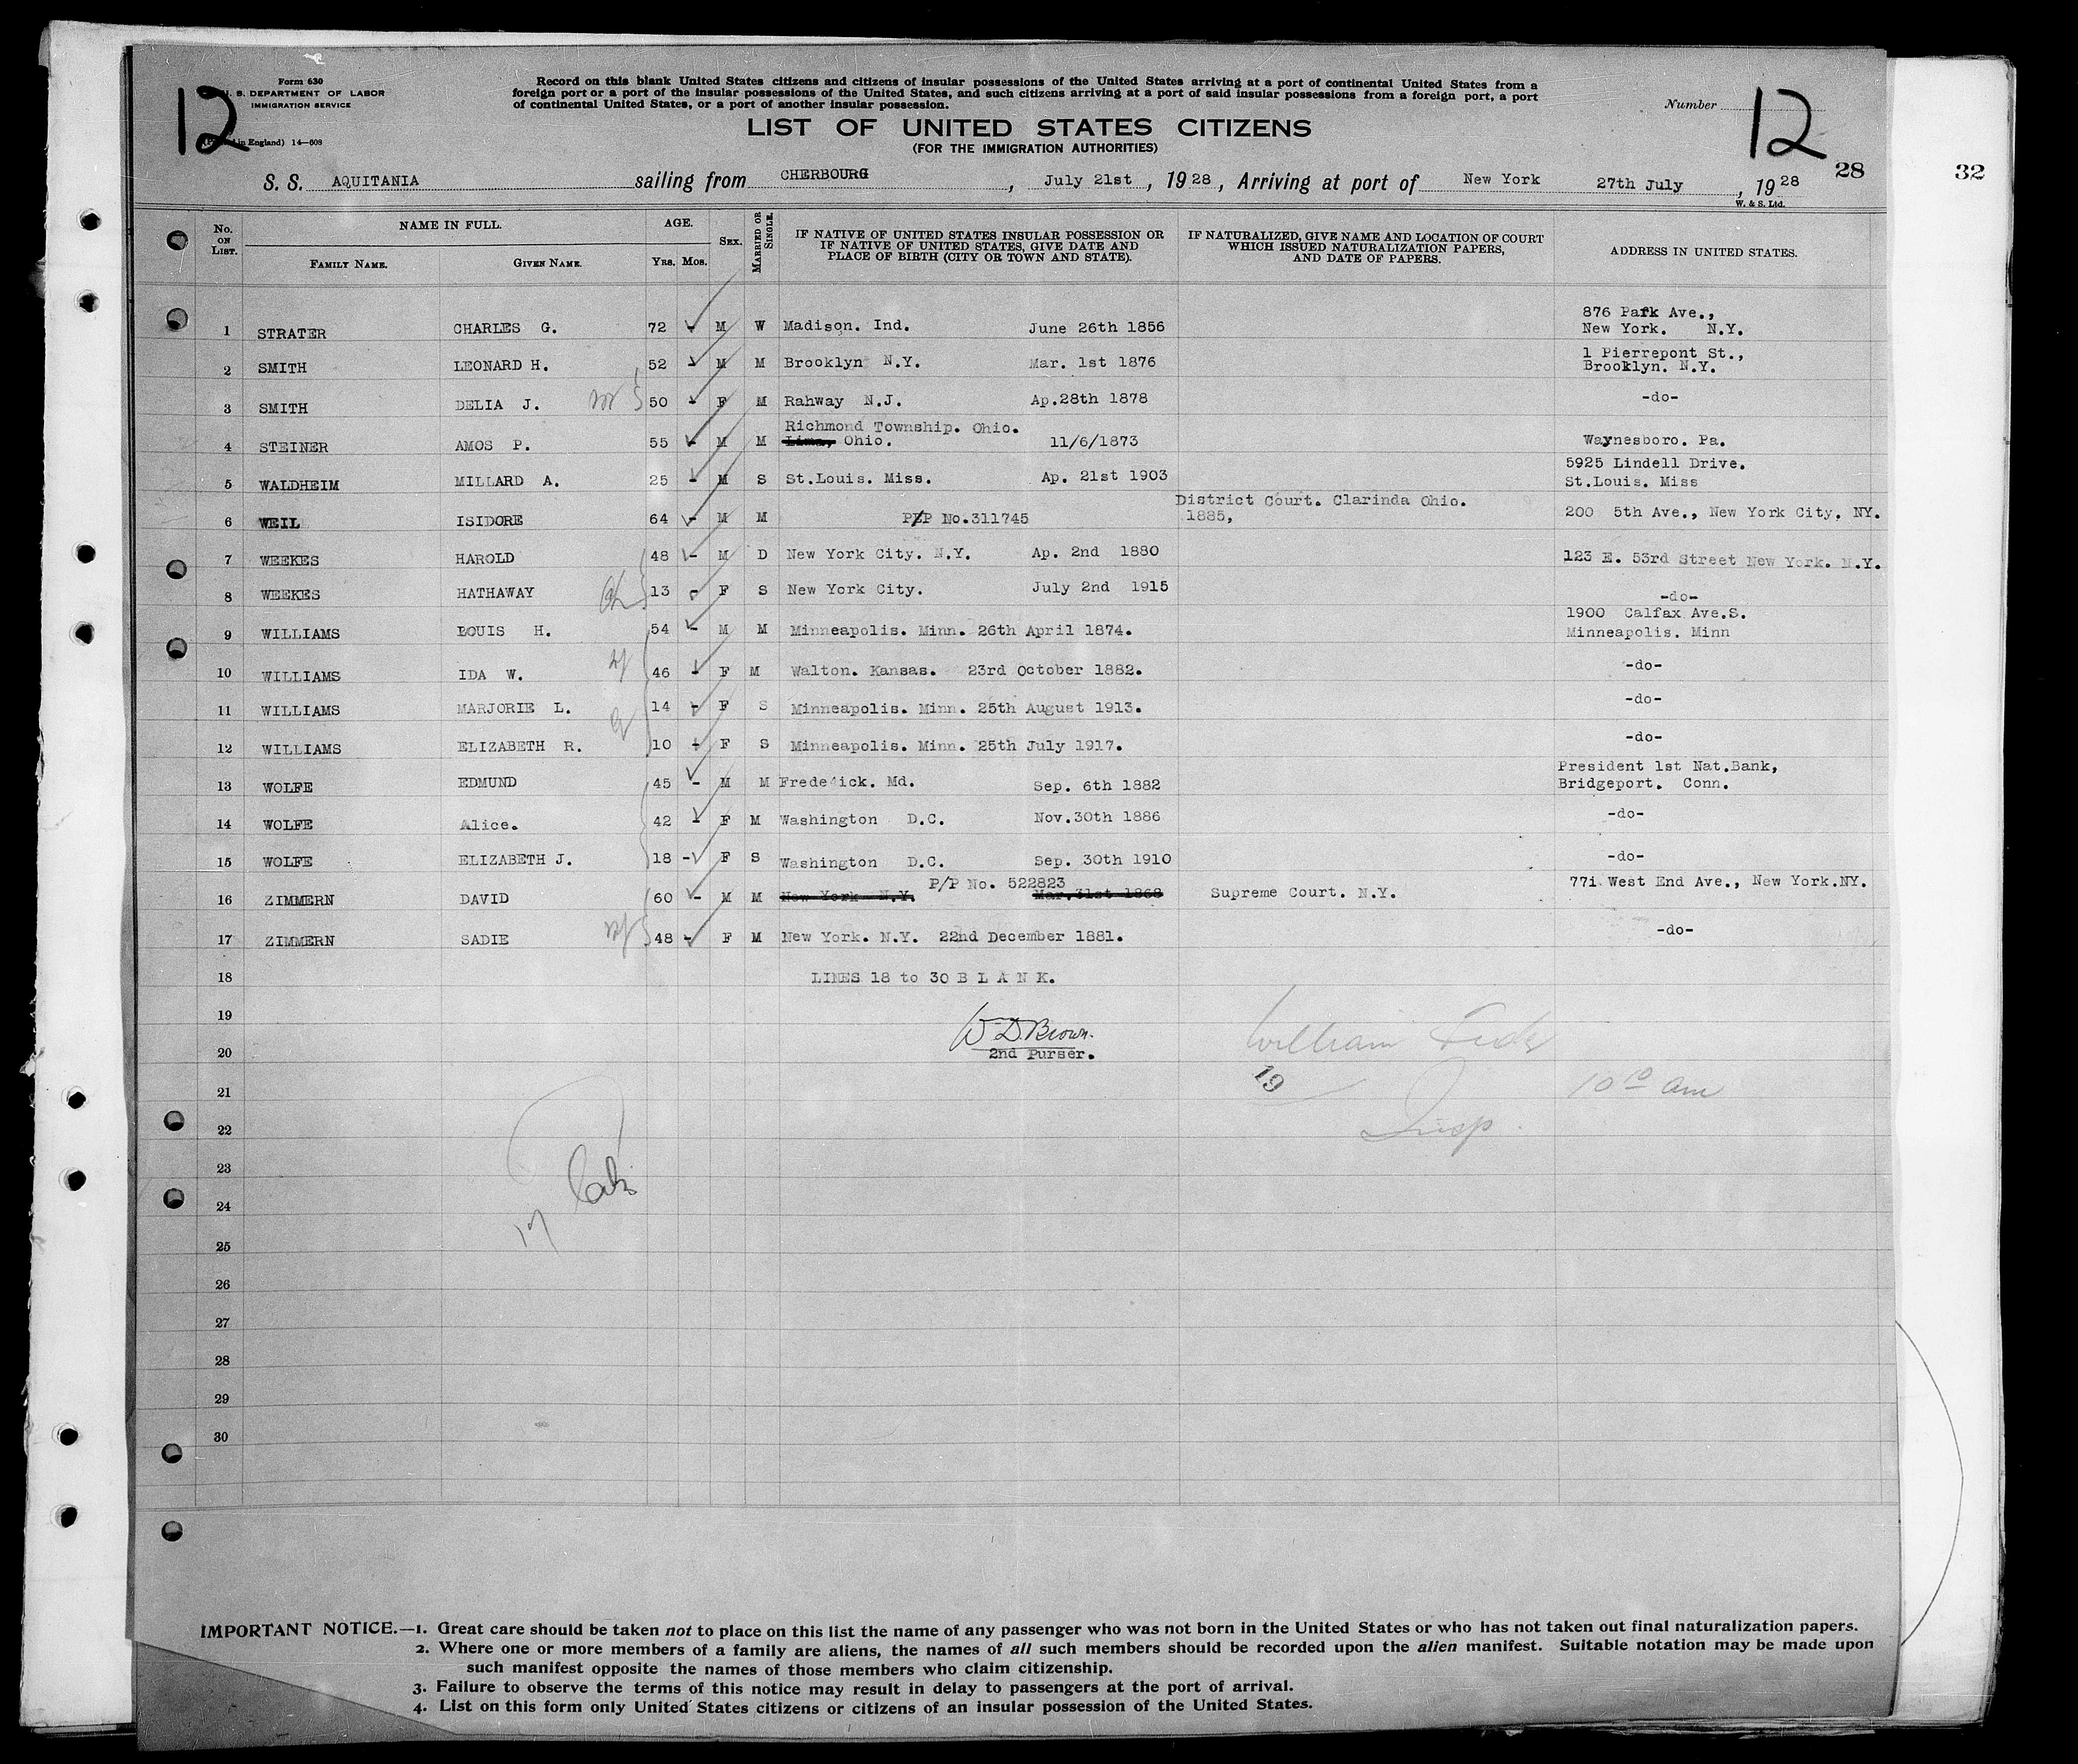 Form 630
U. S. DEPARTMENT OF LABOR
IMMIGRATION SERVICE
in England) 14—608
12
Record on this blank United States citizens and citizens of insular possessions of the United States arriving at a port of continental United States from a
foreign port or a port of the insular possessions of the United States, and such citizens arriving at a port of said insular possessions from a foreign port, a port
of continental United States, or a port of another insular possession.
Number
12
LIST OF UNITED STATES CITIZENS
(FOR THE IMMIGRATION AUTHORITIES)
28
32
S. S. AQUITANIA sailing from CHERBOURG, July 21st, 1928, Arriving at port of New York 27th July, 1928
W. & S. Ltd.
No. ON LIST. NAME IN FULL. FAMILY NAME. GIVEN NAME. AGE. YRS. MOS. SEX. MARRIED OR SINGLE. IF NATIVE OF UNITED STATES INSULAR POSSESSION OR IF NATIVE OF UNITED STATES, GIVE DATE AND PLACE OF BIRTH (CITY OR TOWN AND STATE). IF NATURALIZED, GIVE NAME AND LOCATION OF COURT WHICH ISSUED NATURALIZATION PAPERS, AND DATE OF PAPERS. ADDRESS IN UNITED STATES.
1 STRATER CHARLES G. 72 - M W Madison. Ind. June 26th 1856 876 Park Ave., New York. N.Y.
2 SMITH LEONARD H. 52 - M M Brooklyn N.Y. Mar. 1st 1876 1 Pierrepont St., Brooklyn. N.Y.
3 SMITH DELIA J. 50 - F M Rahway N.J. Ap.28th 1878 -do-
4 STEINER AMOS P. 55 - M M Richmond Township. Ohio. Lima, Ohio. 11/6/1873 Waynesboro. Pa.
5 WALDHEIM MILLARD A. 25 - M S St.Louis. Miss. Ap. 21st 1903 5925 Lindell Drive. St.Louis. Miss
6 WEIL ISIDORE 64 - M M P/P No.311745 District Court. Clarinda Ohio. 1885, 200 5th Ave., New York City, NY.
7 WEEKES HAROLD 48 - M D New York City. N.Y. Ap. 2nd 1880 123 E. 53rd Street New York. N.Y.
8 WEEKES HATHAWAY 13 - F S New York City. July 2nd 1915 -do-
9 WILLIAMS LOUIS H. 54 - M M Minneapolis. Minn. 26th April 1874. 1900 Calfax Ave.S. Minneapolis. Minn
10 WILLIAMS IDA W. 46 - F M Walton. Kansas. 23rd October 1882. -do-
11 WILLIAMS MARJORIE L. 14 - F S Minneapolis. Minn. 25th August 1913. -do-
12 WILLIAMS ELIZABETH R. 10 - F S Minneapolis. Minn. 25th July 1917. -do-
13 WOLFE EDMUND 45 - M M Frederick. Md. Sep. 6th 1882 President 1st Nat.Bank, Bridgeport. Conn.
14 WOLFE Alice. 42 - F M Washington D.C. Nov.30th 1886 -do-
15 WOLFE ELIZABETH J. 18 - F S Washington D.C. Sep. 30th 1910 -do-
16 ZIMMERN DAVID 60 - M M New York N.Y. P/P No. 522823 Mar.31st 1868 Supreme Court. N.Y. 771 West End Ave., New York.NY.
17 ZIMMERN SADIE 48 - F M New York. N.Y. 22nd December 1881. -do-
18 LINES 18 to 30 B L A N K.
19
W D. Brown.
20 2nd Purser.
William
21
19
10 10 am
22
Insp.
23
24
17
25
26
27
28
29
30
IMPORTANT NOTICE.—1. Great care should be taken not to place on this list the name of any passenger who was not born in the United States or who has not taken out final naturalization papers.
2. Where one or more members of a family are aliens, the names of all such members should be recorded upon the alien manifest. Suitable notation may be made upon
such manifest opposite the names of those members who claim citizenship.
3. Failure to observe the terms of this notice may result in delay to passengers at the port of arrival.
4. List on this form only United States citizens or citizens of an insular possession of the United States.